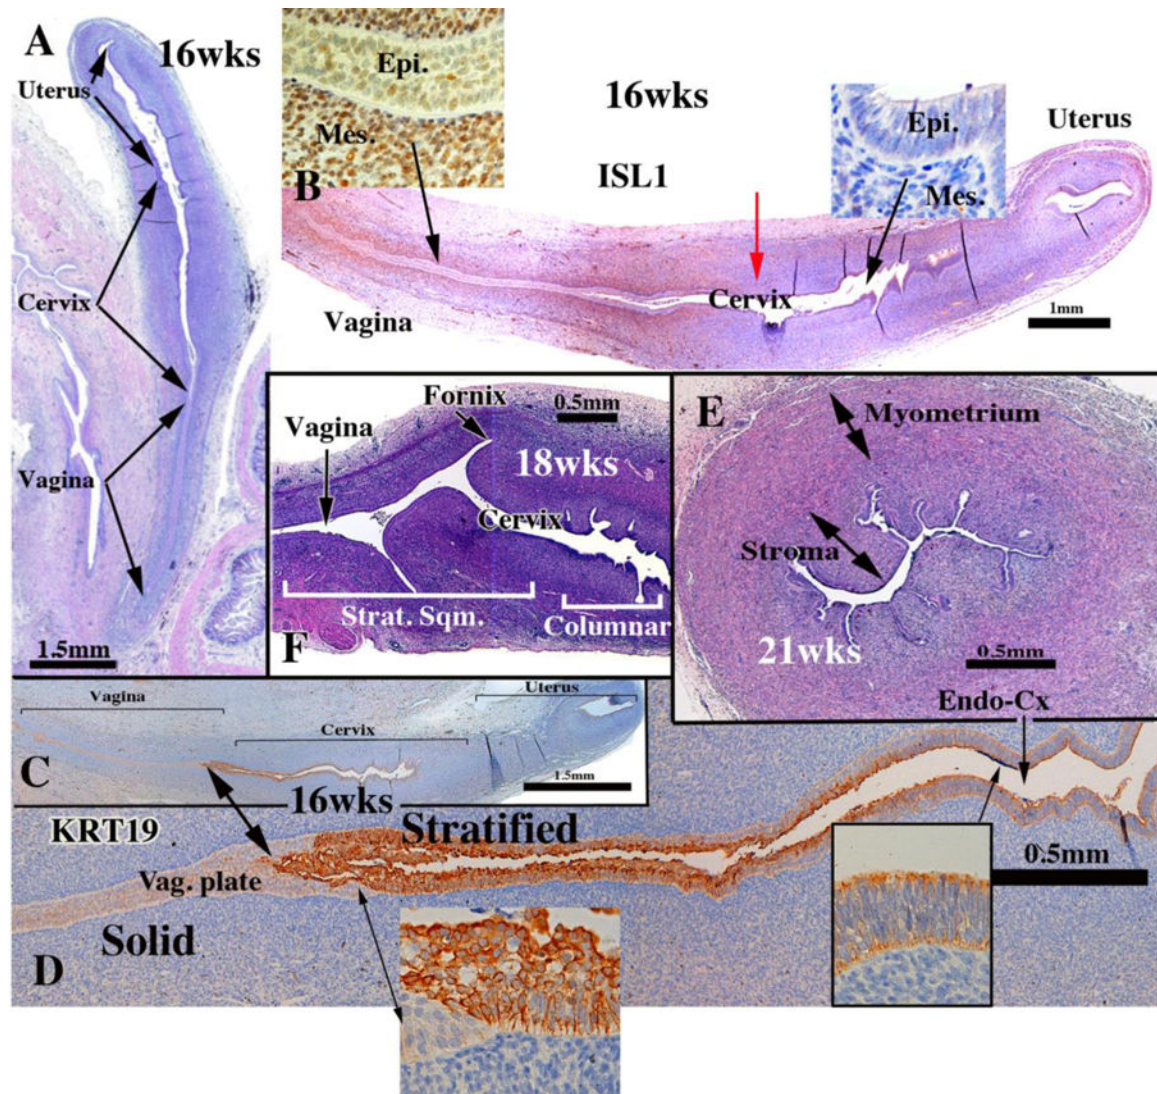 A
16wks
Uterus
Cervix
Vagina
1.5mm
Epi.
Mes.
B
16wks
ISL1
Epi.
Mes.
Uterus
Cervix
Vagina
1mm
Fornix
0.5mm
Vagina
18wks
Cervix
Strat. Sqm.
Columnar
F
E
Myometrium
Stroma
21wks
0.5mm
Vagina
Cervix
Uterus
C
16wks
1.5mm
Endo-Cx
KRT19
Stratified
Vag. plate
0.5mm
Solid
D